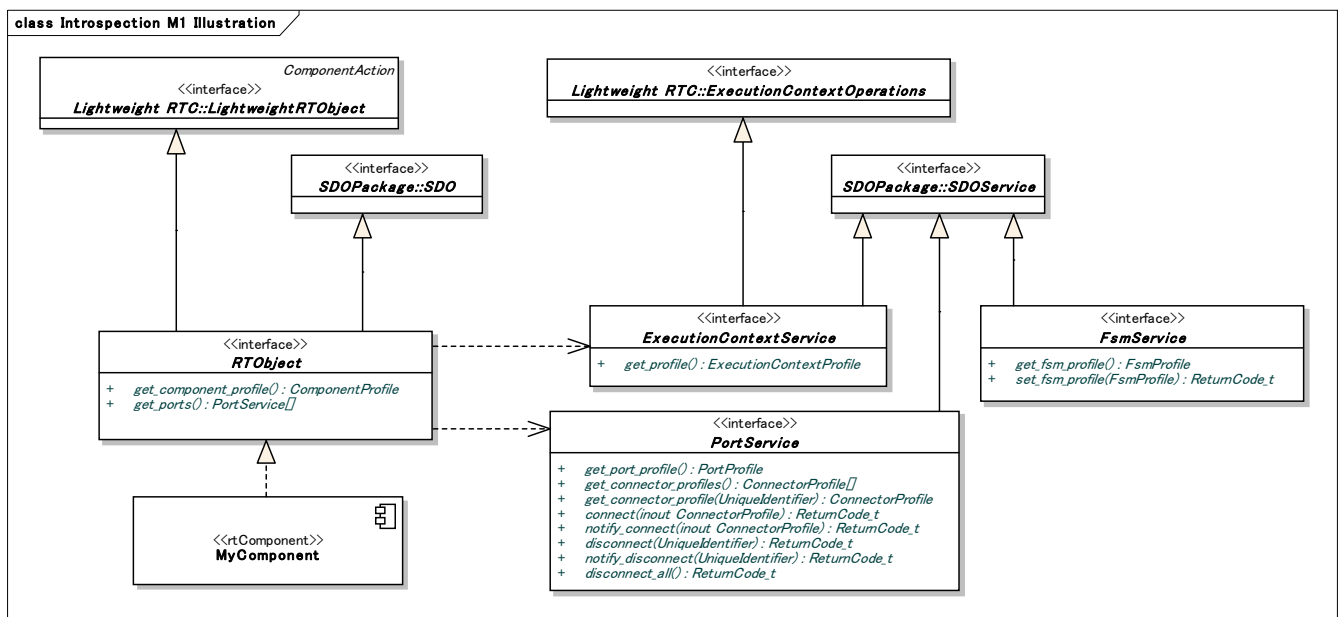 class Introspection M1 Illustration
ComponentAction
<<interface>>
Lightweight RTC::LightweightRTObject
<<interface>>
Lightweight RTC::ExecutionContextOperations
<<interface>>
SDOPackage::SDO
<<interface>>
SDOPackage::SDOService
<<interface>>
RTObject
+ get_component_profile() : ComponentProfile
+ get_ports() : PortService[]
<<interface>>
ExecutionContextService
+ get_profile() : ExecutionContextProfile
<<interface>>
FsmService
+ get_fsm_profile() : FsmProfile
+ set_fsm_profile(FsmProfile) : ReturnCode_t
<<interface>>
PortService
+ get_port_profile() : PortProfile
+ get_connector_profiles() : ConnectorProfile[]
+ get_connector_profile(UniqueIdentifier) : ConnectorProfile
+ connect(inout ConnectorProfile) : ReturnCode_t
+ notify_connect(inout ConnectorProfile) : ReturnCode_t
+ disconnect(UniqueIdentifier) : ReturnCode_t
+ notify_disconnect(UniqueIdentifier) : ReturnCode_t
+ disconnect_all() : ReturnCode_t
<<rtComponent>>
MyComponent